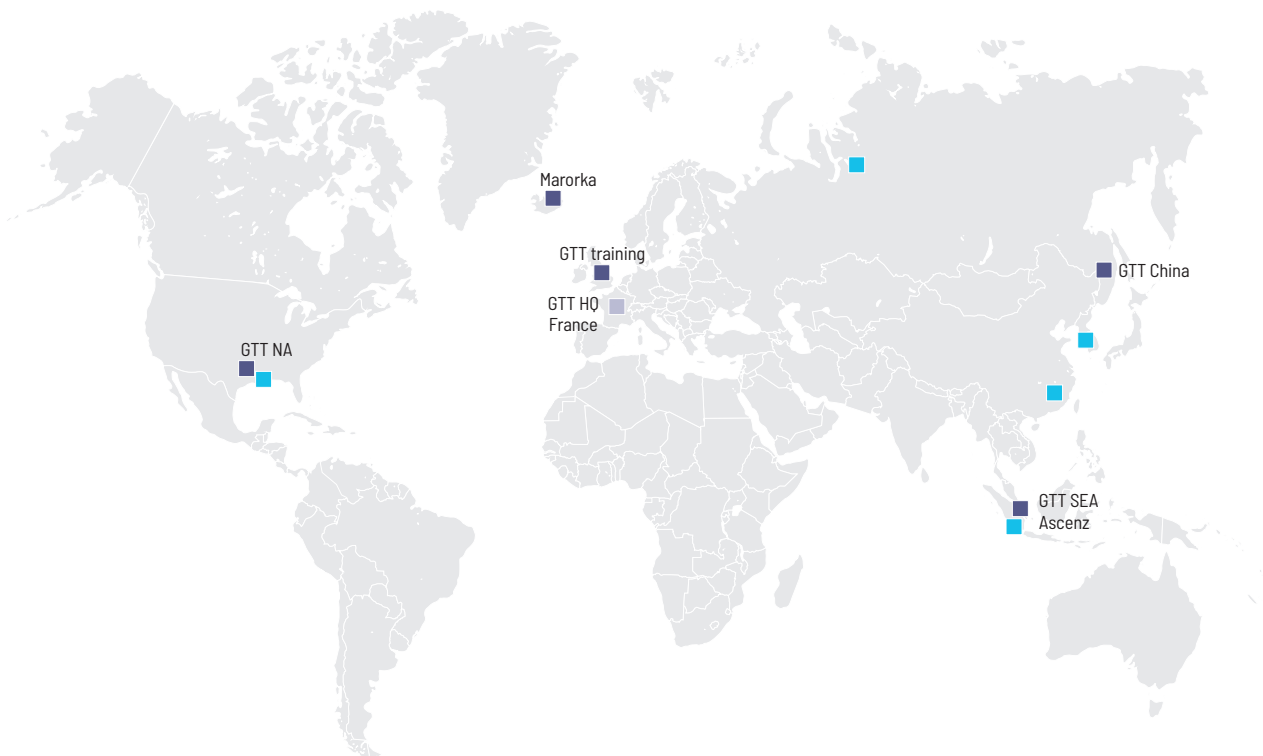 Marorka
GTT training
GTT China
GTT HQ
France
GTT NA
GTT SEA
Ascenz